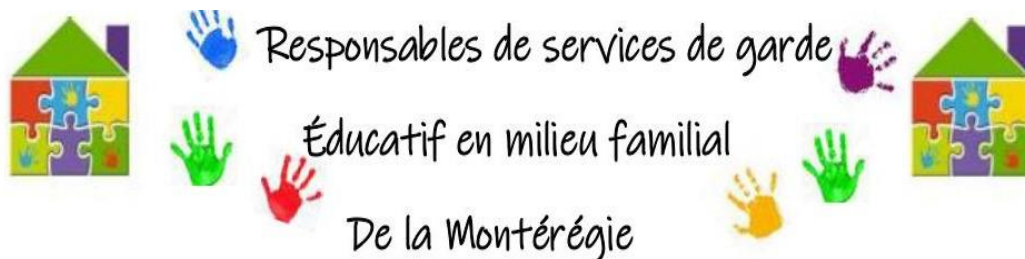 Responsables de services de garde
Éducatif en milieu familial
De la Montérégie